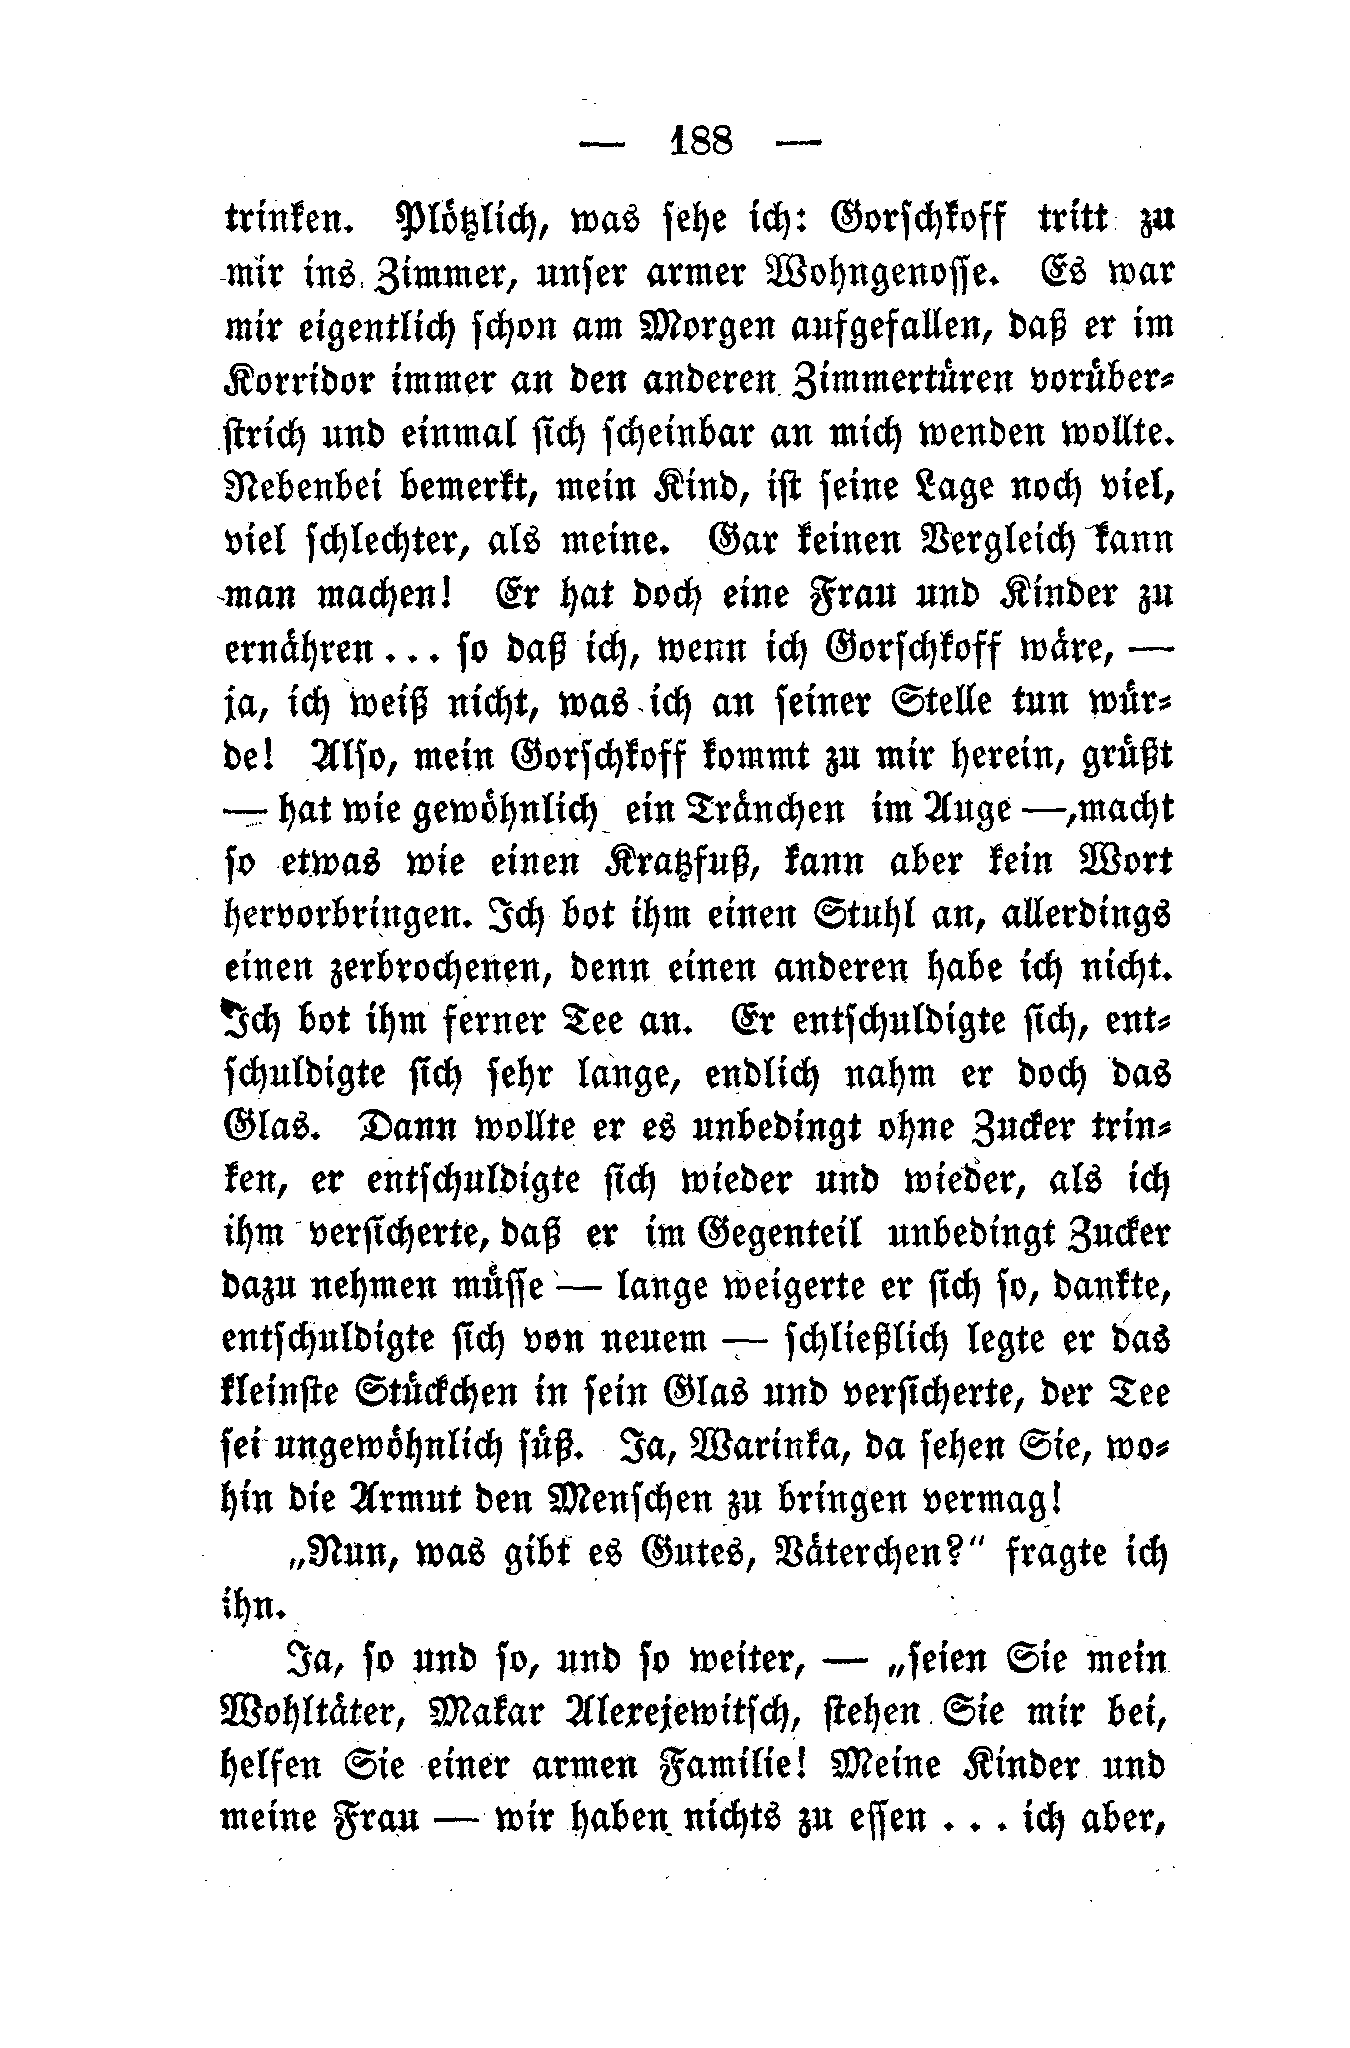 — 188 —
trinken. Plötzlich, was sehe ich: Gorschkoff tritt zu
mir ins Zimmer, unser armer Wohngenosse. Es war
mir eigentlich schon am Morgen aufgefallen, daß er im
Korridor immer an den anderen Zimmertüren vorüber-
strich und einmal sich scheinbar an mich wenden wollte.
Nebenbei bemerkt, mein Kind, ist seine Lage noch viel,
viel schlechter, als meine. Gar keinen Vergleich kann
man machen! Er hat doch eine Frau und Kinder zu
ernähren . . . so daß ich, wenn ich Gorschkoff wäre, —
ja, ich weiß nicht, was ich an seiner Stelle tun wür-
de! Also, mein Gorschkoff kommt zu mir herein, grüßt
— hat wie gewöhnlich ein Tränchen im Auge —, macht
so etwas wie einen Kratzfuß, kann aber kein Wort
hervorbringen. Ich bot ihm einen Stuhl an, allerdings
einen zerbrochenen, denn einen anderen habe ich nicht.
Ich bot ihm ferner Tee an. Er entschuldigte sich, ent-
schuldigte sich sehr lange, endlich nahm er doch das
Glas. Dann wollte er es unbedingt ohne Zucker trin-
ken, er entschuldigte sich wieder und wieder, als ich
ihm versicherte, daß er im Gegenteil unbedingt Zucker
dazu nehmen müsse — lange weigerte er sich so, dankte,
entschuldigte sich von neuem — schließlich legte er das
kleinste Stückchen in sein Glas und versicherte, der Tee
sei ungewöhnlich süß. Ja, Warinka, da sehen Sie, wo-
hin die Armut den Menschen zu bringen vermag!
„Nun, was gibt es Gutes, Väterchen?“ fragte ich
ihn.
Ja, so und so, und so weiter, — „seien Sie mein
Wohltäter, Makar Alexejewitsch, stehen Sie mir bei,
helfen Sie einer armen Familie! Meine Kinder und
meine Frau — wir haben nichts zu essen . . . ich aber,